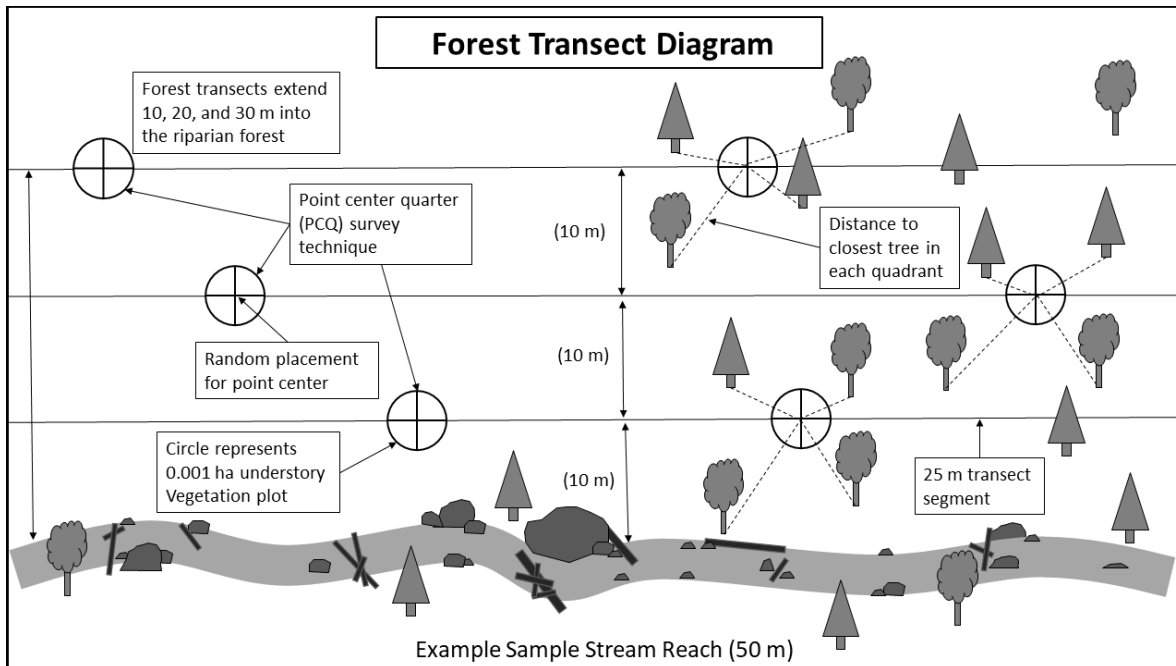 Forest Transect Diagram
Forest transects extend
10, 20, and 30 m into
the riparian forest
Point center quarter
(PCQ) survey
technique
(10 m)
Distance to
closest tree in
each quadrant
Random placement
for point center
(10 m)
Circle represents
0.001 ha understory
Vegetation plot
(10 m)
25 m transect
segment
Example Sample Stream Reach (50 m)